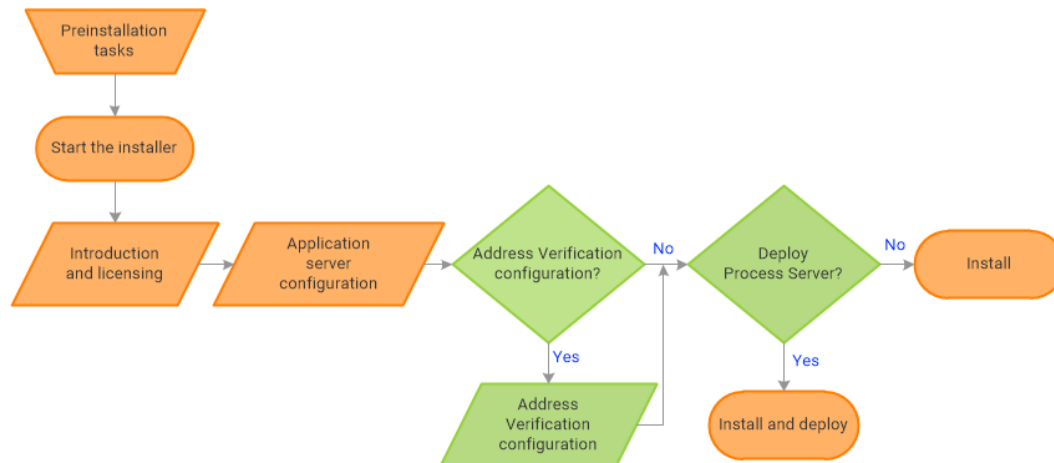 Preinstallation
tasks
Start the installer
Introduction
and licensing
Application
server
configuration
Address Verification
configuration?
No
Yes
Address
Verification
configuration
Deploy
Process Server?
No
Install
Yes
Install and deploy